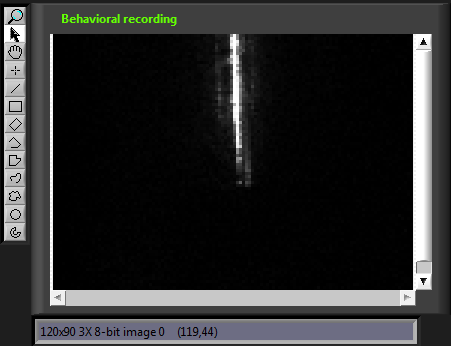 Behavioral recording
120x90 3X 8-bit image 0 (119,44)